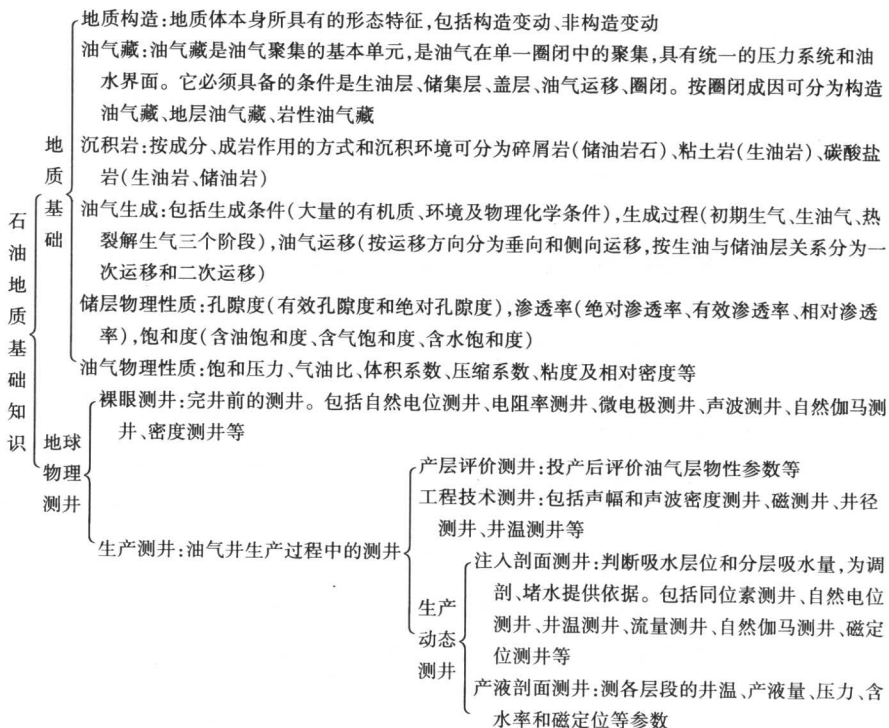 石油地质基础知识
地质基础
地质构造:地质体本身所具有的形态特征,包括构造变动、非构造变动
油气藏:油气藏是油气聚集的基本单元,是油气在单一圈闭中的聚集,具有统一的压力系统和油
水界面。它必须具备的条件是生油层、储集层、盖层、油气运移、圈闭。按圈闭成因可分为构造
油气藏、地层油气藏、岩性油气藏
沉积岩:按成分、成岩作用的方式和沉积环境可分为碎屑岩(储油岩石)、粘土岩(生油岩)、碳酸盐
岩(生油岩、储油岩)
油气生成:包括生成条件(大量的有机质、环境及物理化学条件),生成过程(初期生气、生油气、热
裂解生气三个阶段),油气运移(按运移方向分为垂向和侧向运移,按生油与储油层关系分为一
次运移和二次运移)
储层物理性质:孔隙度(有效孔隙度和绝对孔隙度),渗透率(绝对渗透率、有效渗透率、相对渗透
率),饱和度(含油饱和度、含气饱和度、含水饱和度)
油气物理性质:饱和压力、气油比、体积系数、压缩系数、粘度及相对密度等
地球
物理
测井
裸眼测井:完井前的测井。包括自然电位测井、电阻率测井、微电极测井、声波测井、自然伽马测
井、密度测井等
生产测井:油气井生产过程中的测井
产层评价测井:投产后评价油气层物性参数等
工程技术测井:包括声幅和声波密度测井、磁测井、井径
测井、井温测井等
生产
动态
测井
注入剖面测井:判断吸水层位和分层吸水量,为调
剖、堵水提供依据。包括同位素测井、自然电位
测井、井温测井、流量测井、自然伽马测井、磁定
位测井等
产液剖面测井:测各层段的井温、产液量、压力、含
水率和磁定位等参数